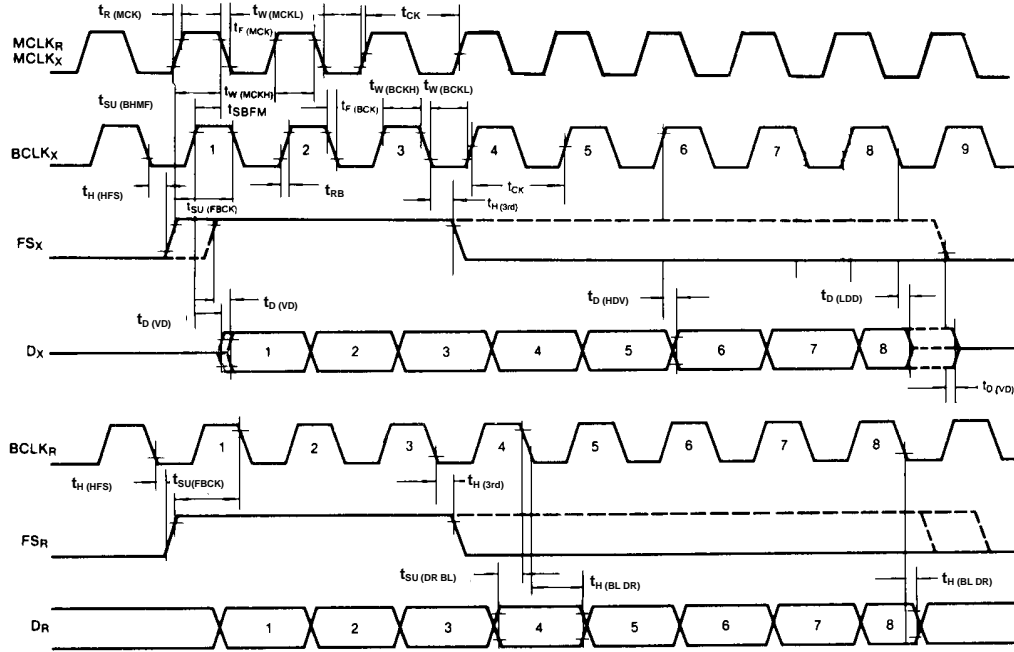 tR (MCK) tW(MCKL) tCK
tF (MCK)
MCLKR
MCLKX
tW (MCKH) tW (BCKH) tW (BCKL)
tSU (BHMF) tSBFM tF (BCK)
BCLKX 1 2 3 4 5 6 7 8 9
tH (HFS) tSU (FBCK) tRB tH(3rd) tCK
FSX
tD (VD) tD (VD) tD (HDV) tD (LDD)
DX 1 2 3 4 5 6 7 8
tD (VD)
BCLKR 1 2 3 4 5 6 7 8
tH (HFS) tSU(FBCK) tH (3rd)
FSR
tSU (DR BL) tH (BL DR) tH (BL DR)
DR 1 2 3 4 5 6 7 8